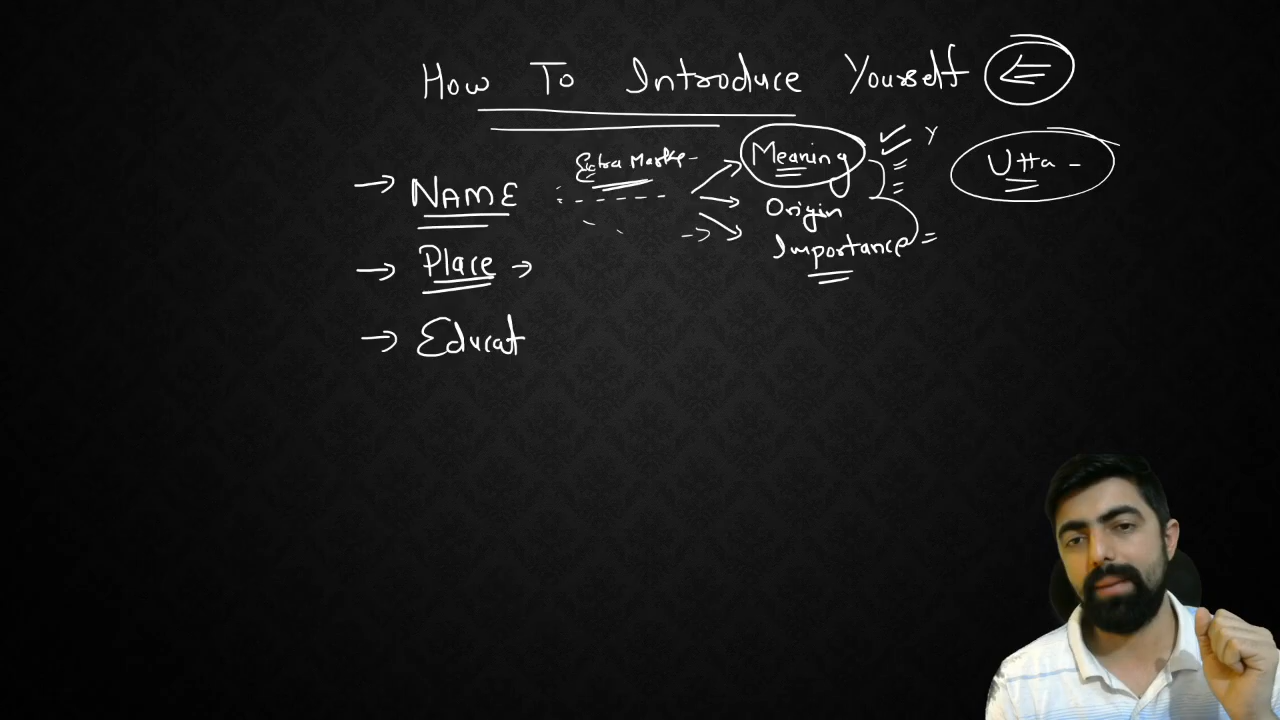 How To Introduce Yourself
Extra Marks
Meaning
Utta -
NAME
Origin
Importance =
Place →
→ Educat